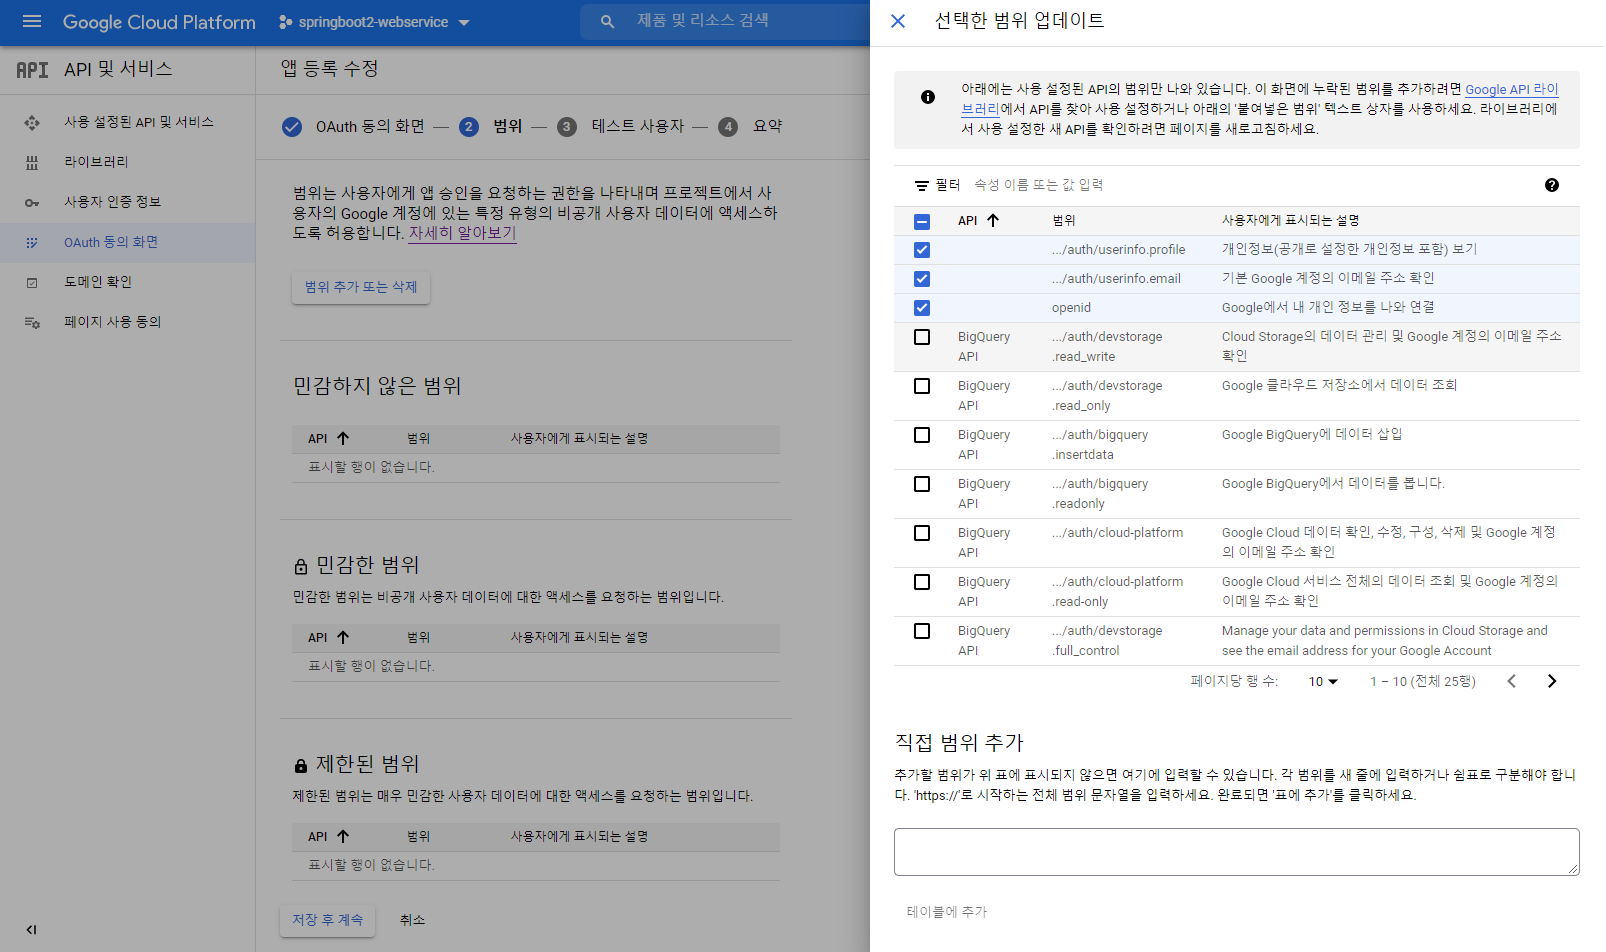 Google Cloud Platform
springboot2-webservice
제품 및 리소스 검색
API API 및 서비스
사용 설정된 API 및 서비스
라이브러리
사용자 인증 정보
OAuth 동의 화면
도메인 확인
페이지 사용 동의
앱 등록 수정
OAuth 동의 화면 — 2 범위 — 3 테스트 사용자 — 4 요약
범위는 사용자에게 앱 승인을 요청하는 권한을 나타내며 프로젝트에서 사
용자의 Google 계정에 있는 특정 유형의 비공개 사용자 데이터에 액세스하
도록 허용합니다. 자세히 알아보기
범위 추가 또는 삭제
민감하지 않은 범위
API 범위 사용자에게 표시되는 설명
표시할 행이 없습니다.
민감한 범위
민감한 범위는 비공개 사용자 데이터에 대한 액세스를 요청하는 범위입니다.
API 범위 사용자에게 표시되는 설명
표시할 행이 없습니다.
제한된 범위
제한된 범위는 매우 민감한 사용자 데이터에 대한 액세스를 요청하는 범위입니다.
API 범위 사용자에게 표시되는 설명
표시할 행이 없습니다.
저장 후 계속 취소
선택한 범위 업데이트
아래에는 사용 설정된 API의 범위만 나와 있습니다. 이 화면에 누락된 범위를 추가하려면 Google API 라이
브러리에서 API를 찾아 사용 설정하거나 아래의 '붙여넣은 범위' 텍스트 상자를 사용하세요. 라이브러리에
서 사용 설정한 새 API를 확인하려면 페이지를 새로고침하세요.
필터 속성 이름 또는 값 입력
API 범위 사용자에게 표시되는 설명
.../auth/userinfo.profile 개인정보(공개로 설정한 개인정보 포함) 보기
.../auth/userinfo.email 기본 Google 계정의 이메일 주소 확인
openid Google에서 내 개인 정보를 나와 연결
BigQuery .../auth/devstorage Cloud Storage의 데이터 관리 및 Google 계정의 이메일 주소
API .read_write 확인
BigQuery .../auth/devstorage Google 클라우드 저장소에서 데이터 조회
API .read_only
BigQuery .../auth/bigquery Google BigQuery에 데이터 삽입
API .insertdata
BigQuery .../auth/bigquery Google BigQuery에서 데이터를 봅니다.
API .readonly
BigQuery .../auth/cloud-platform Google Cloud 데이터 확인, 수정, 구성, 삭제 및 Google 계정
API 의 이메일 주소 확인
BigQuery .../auth/cloud-platform Google Cloud 서비스 전체의 데이터 조회 및 Google 계정의
API .read-only 이메일 주소 확인
BigQuery .../auth/devstorage Manage your data and permissions in Cloud Storage and
API .full_control see the email address for your Google Account
페이지당 행 수: 10 1 – 10 (전체 25행)
직접 범위 추가
추가할 범위가 위 표에 표시되지 않으면 여기에 입력할 수 있습니다. 각 범위를 새 줄에 입력하거나 쉼표로 구분해야 합니
다. 'https://'로 시작하는 전체 범위 문자열을 입력하세요. 완료되면 '표에 추가'를 클릭하세요.
테이블에 추가